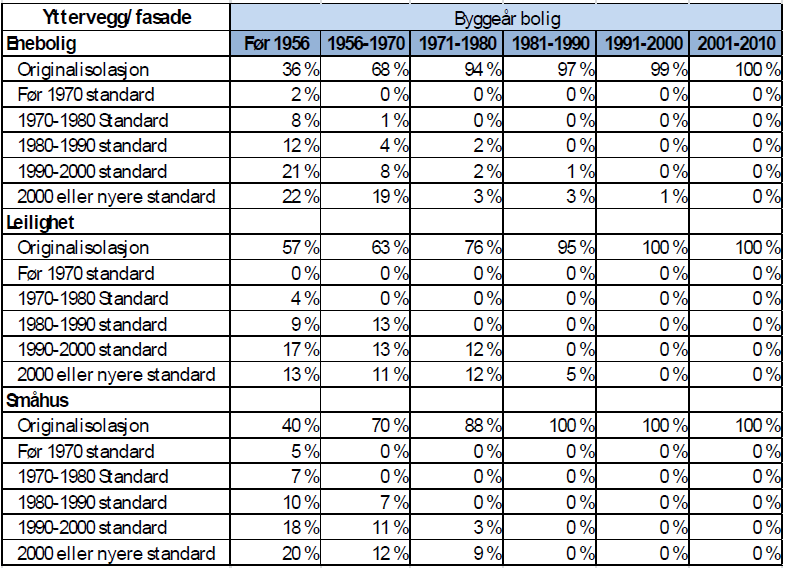 Yttervegg/ fasade Byggeår bolig
Enebolig Før 1956 1956-1970 1971-1980 1981-1990 1991-2000 2001-2010
Originalisolasjon 36 % 68 % 94 % 97 % 99 % 100 %
Før 1970 standard 2 % 0 % 0 % 0 % 0 % 0 %
1970-1980 Standard 8 % 1 % 0 % 0 % 0 % 0 %
1980-1990 standard 12 % 4 % 2 % 0 % 0 % 0 %
1990-2000 standard 21 % 8 % 2 % 1 % 0 % 0 %
2000 eller nyere standard 22 % 19 % 3 % 3 % 1 % 0 %
Leilighet
Originalisolasjon 57 % 63 % 76 % 95 % 100 % 100 %
Før 1970 standard 0 % 0 % 0 % 0 % 0 % 0 %
1970-1980 Standard 4 % 0 % 0 % 0 % 0 % 0 %
1980-1990 standard 9 % 13 % 0 % 0 % 0 % 0 %
1990-2000 standard 17 % 13 % 12 % 0 % 0 % 0 %
2000 eller nyere standard 13 % 11 % 12 % 5 % 0 % 0 %
Småhus
Originalisolasjon 40 % 70 % 88 % 100 % 100 % 100 %
Før 1970 standard 5 % 0 % 0 % 0 % 0 % 0 %
1970-1980 Standard 7 % 0 % 0 % 0 % 0 % 0 %
1980-1990 standard 10 % 7 % 0 % 0 % 0 % 0 %
1990-2000 standard 18 % 11 % 3 % 0 % 0 % 0 %
2000 eller nyere standard 20 % 12 % 9 % 0 % 0 % 0 %